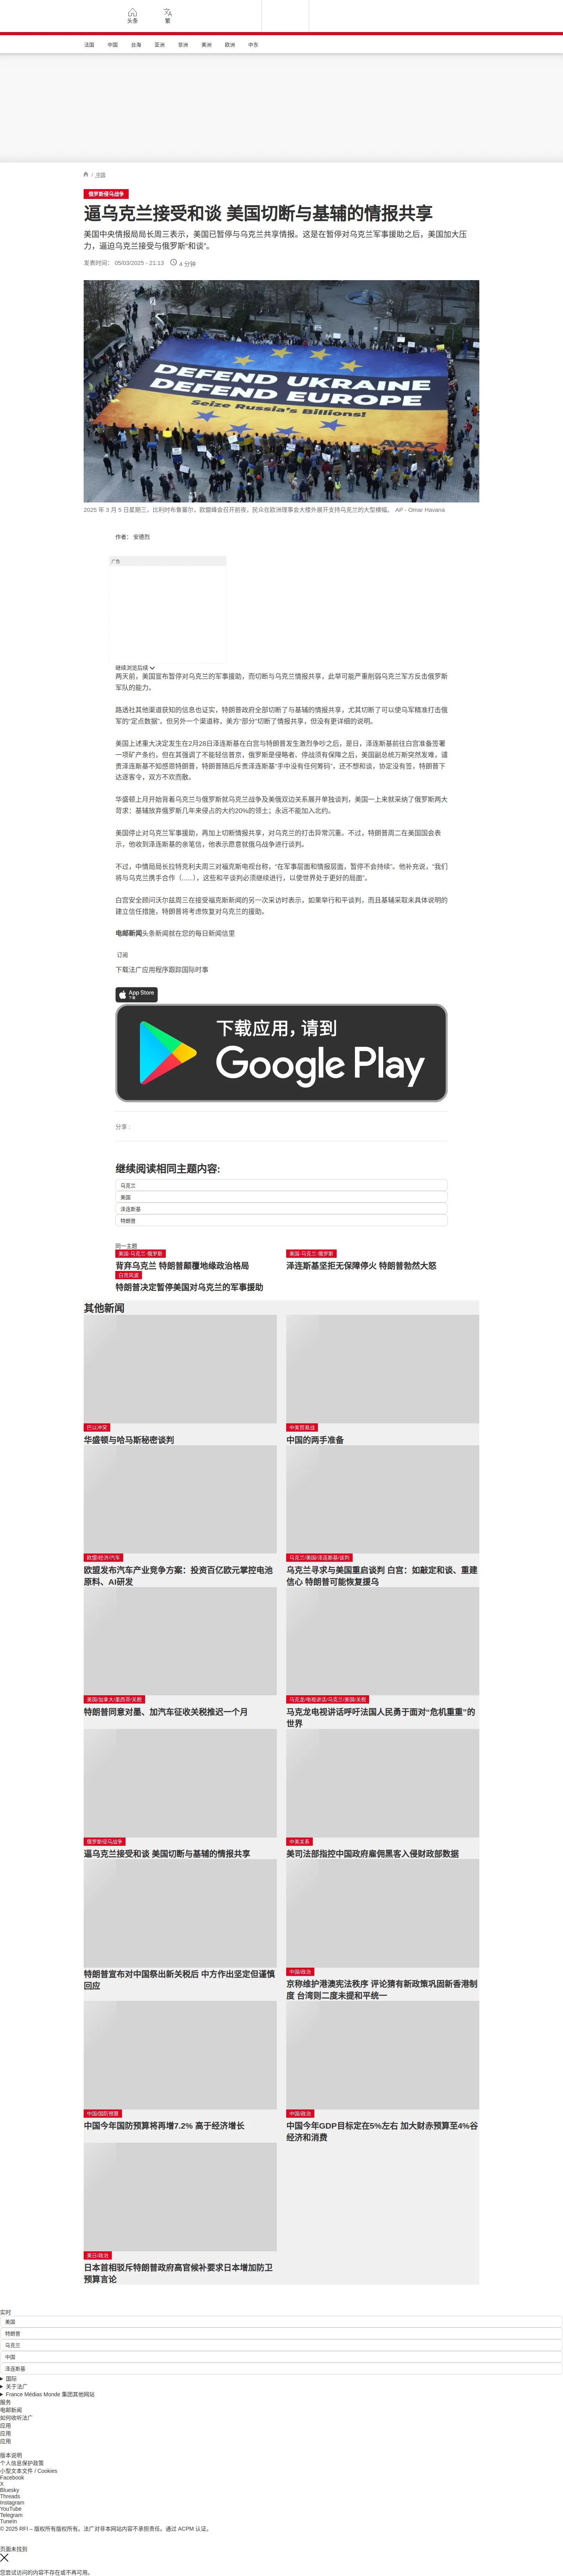 头条
繁
法国
中国
台海
亚洲
非洲
美洲
欧洲
中东
/ 中国
俄罗斯侵乌战争
逼乌克兰接受和谈 美国切断与基辅的情报共享
美国中央情报局局长周三表示，美国已暂停与乌克兰共享情报。这是在暂停对乌克兰军事援助之后，美国加大压
力，逼迫乌克兰接受与俄罗斯“和谈”。
发表时间： 05/03/2025 - 21:13
4 分钟
DEFEND UKRAINE
DEFEND EUROPE
Seize Russia's Billions!
AVAAZ
2025 年 3 月 5 日星期三，比利时布鲁塞尔，欧盟峰会召开前夜，民众在欧洲理事会大楼外展开支持乌克兰的大型横幅。 AP - Omar Havana
作者： 安德烈
广告
继续浏览后续
两天前，美国宣布暂停对乌克兰的军事援助，而切断与乌克兰情报共享，此举可能严重削弱乌克兰军方反击俄罗斯
军队的能力。
路透社其他渠道获知的信息也证实，特朗普政府全部切断了与基辅的情报共享，尤其切断了可以使乌军精准打击俄
军的“定点数据”。但另外一个渠道称，美方“部分”切断了情报共享，但没有更详细的说明。
美国上述重大决定发生在2月28日泽连斯基在白宫与特朗普发生激烈争吵之后，是日，泽连斯基前往白宫准备签署
一项矿产条约，但在其强调了不能轻信普京，俄罗斯是侵略者、停战须有保障之后，美国副总统万斯突然发难，谴
责泽连斯基不知感恩特朗普，特朗普随后斥责泽连斯基“手中没有任何筹码”，还不想和谈，协定没有签，特朗普下
达逐客令，双方不欢而散。
华盛顿上月开始背着乌克兰与俄罗斯就乌克兰战争及美俄双边关系展开单独谈判，美国一上来就采纳了俄罗斯两大
苛求：基辅放弃俄罗斯几年来侵占的大约20%的领土；永远不能加入北约。
美国停止对乌克兰军事援助，再加上切断情报共享，对乌克兰的打击异常沉重。不过，特朗普周二在美国国会表
示，他收到泽连斯基的亲笔信，他表示愿意就俄乌战争进行谈判。
不过，中情局局长拉特克利夫周三对福克斯电视台称，“在军事层面和情报层面，暂停不会持续”。他补充说，“我们
将与乌克兰携手合作（......），这些和平谈判必须继续进行，以使世界处于更好的局面”。
白宫安全顾问沃尔兹周三在接受福克斯新闻的另一次采访时表示，如果举行和平谈判，而且基辅采取未具体说明的
建立信任措施，特朗普将考虑恢复对乌克兰的援助。
电邮新闻头条新闻就在您的每日新闻信里
订阅
下载法广应用程序跟踪国际时事
App Store
下载
下载应用，请到
Google Play
分享 :
继续阅读相同主题内容:
乌克兰
美国
泽连斯基
特朗普
同一主题
美国-乌克兰-俄罗斯
背弃乌克兰 特朗普颠覆地缘政治格局
美国-乌克兰-俄罗斯
泽连斯基坚拒无保障停火 特朗普勃然大怒
白宫风波
特朗普决定暂停美国对乌克兰的军事援助
其他新闻
巴以冲突
华盛顿与哈马斯秘密谈判
中美贸易战
中国的两手准备
欧盟/经济/汽车
欧盟发布汽车产业竞争方案：投资百亿欧元掌控电池
原料、AI研发
乌克兰/美国/泽连斯基/谈判
乌克兰寻求与美国重启谈判 白宫：如敲定和谈、重建
信心 特朗普可能恢复援乌
美国/加拿大/墨西哥/关税
特朗普同意对墨、加汽车征收关税推迟一个月
马克龙/电视讲话/乌克兰/美国/关税
马克龙电视讲话呼吁法国人民勇于面对“危机重重”的
世界
俄罗斯侵乌战争
逼乌克兰接受和谈 美国切断与基辅的情报共享
中美关系
美司法部指控中国政府雇佣黑客入侵财政部数据
特朗普宣布对中国祭出新关税后 中方作出坚定但谨慎
回应
中国/政治
京称维护港澳宪法秩序 评论猜有新政策巩固新香港制
度 台湾则二度未提和平统一
中国/国防预算
中国今年国防预算将再增7.2% 高于经济增长
中国/政治
中国今年GDP目标定在5%左右 加大财赤预算至4%谷
经济和消费
美日/政治
日本首相驳斥特朗普政府高官候补要求日本增加防卫
预算言论
实时
美国
特朗普
乌克兰
中国
泽连斯基
国际
关于法广
France Médias Monde 集团其他网站
服务
电邮新闻
如何收听法广
应用
应用
应用
版本说明
个人信息保护政策
小型文本文件 / Cookies
Facebook
X
Bluesky
Threads
Instagram
YouTube
Telegram
TuneIn
© 2025 RFI – 版权所有版权所有。法广对非本网站内容不承担责任。通过 ACPM 认证。
页面未找到
您尝试访问的内容不存在或不再可用。